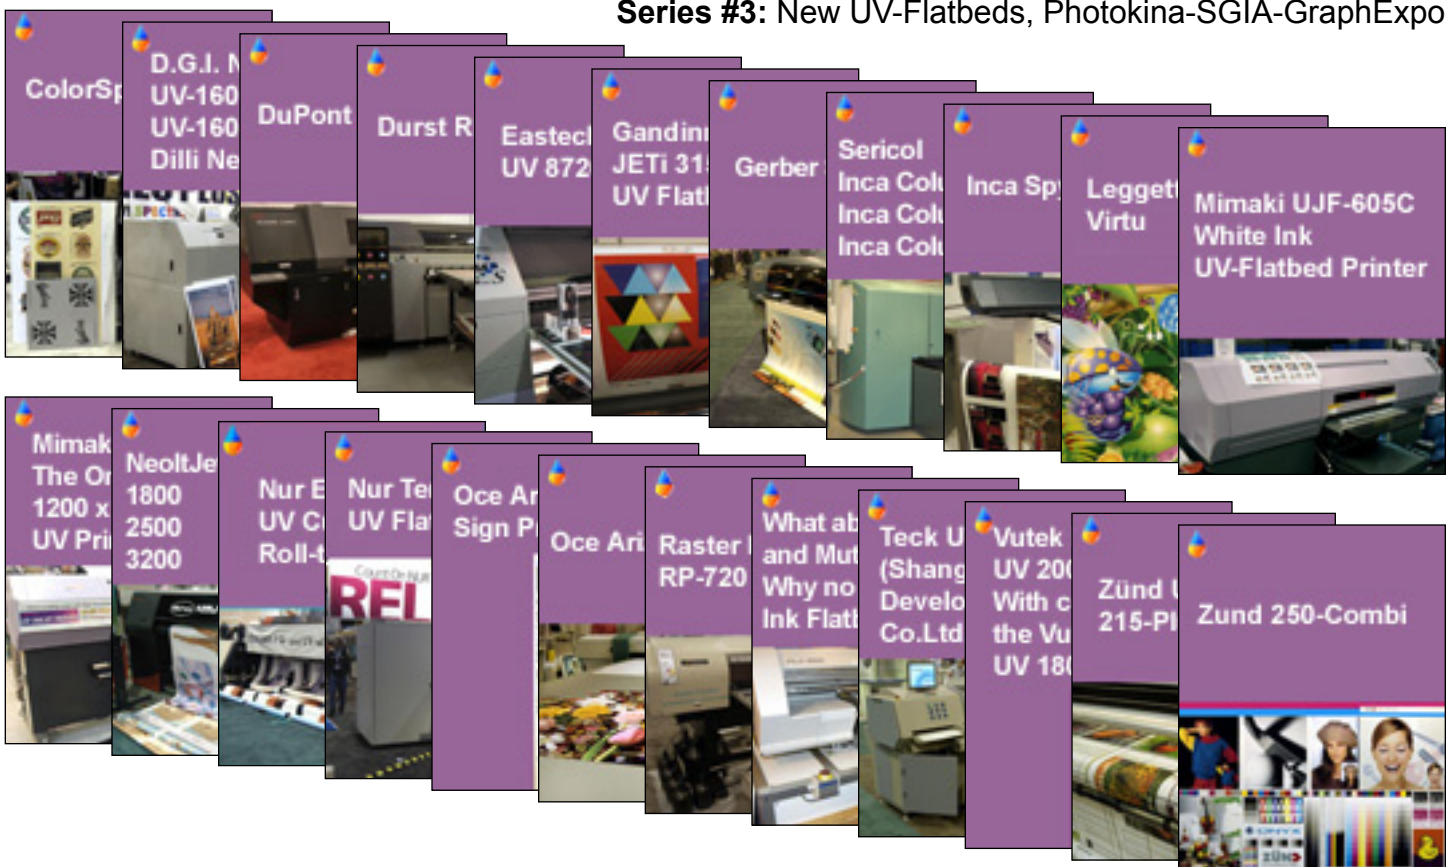 Series #3: New UV-Flatbeds, Photokina-SGIA-GraphExpo
ColorSp
D.G.I. N
UV-160
UV-160
Dilli Ne
DuPont
Durst R
Eastech
UV 872
Gandinn
JETi 315
UV Flat
Gerber
Sericol
Inca Colu
Inca Colu
Inca Colu
Inca Spy
Leggett
Virtu
Mimaki UJF-605C
White Ink
UV-Flatbed Printer
Mimak
The Or
1200 x
UV Pri
NeoltJe
1800
2500
3200
Nur E
UV C
Roll-t
Nur Te
UV Fla
REL
Oce Ar
Sign P
Oce Ari
Raster
RP-720
What ab
and Mut
Why no
Ink Flatb
Teck U
(Shang
Develo
Co.Ltd
Vutek
UV 200
With c
the Vu
UV 180
Zünd U
215-Pl
Zund 250-Combi
ONYX
ZÜND